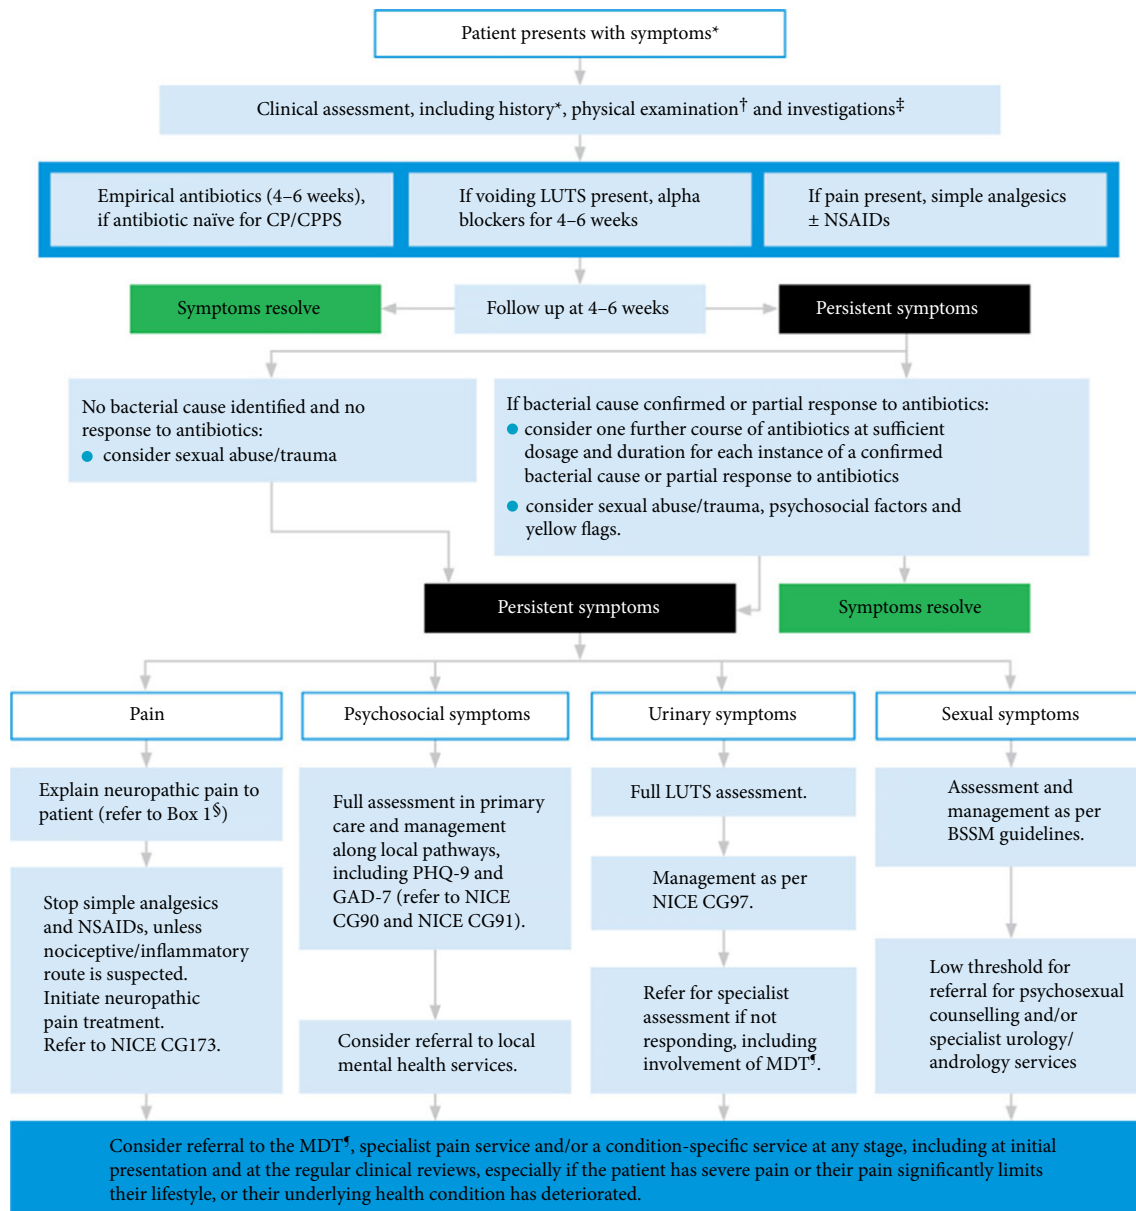 Patient presents with symptoms*
Clinical assessment, including history*, physical examination† and investigations‡
Empirical antibiotics (4–6 weeks),
if antibiotic naïve for CP/CPPS
If voiding LUTS present, alpha
blockers for 4–6 weeks
If pain present, simple analgesics
± NSAIDs
Symptoms resolve
Follow up at 4–6 weeks
Persistent symptoms
No bacterial cause identified and no
response to antibiotics:
● consider sexual abuse/trauma
If bacterial cause confirmed or partial response to antibiotics:
● consider one further course of antibiotics at sufficient
dosage and duration for each instance of a confirmed
bacterial cause or partial response to antibiotics
● consider sexual abuse/trauma, psychosocial factors and
yellow flags.
Persistent symptoms
Symptoms resolve
Pain
Psychosocial symptoms
Urinary symptoms
Sexual symptoms
Explain neuropathic pain to
patient (refer to Box 1§)
Stop simple analgesics
and NSAIDs, unless
nociceptive/inflammatory
route is suspected.
Initiate neuropathic
pain treatment.
Refer to NICE CG173.
Full assessment in primary
care and management
along local pathways,
including PHQ-9 and
GAD-7 (refer to NICE
CG90 and NICE CG91).
Consider referral to local
mental health services.
Full LUTS assessment.
Management as per
NICE CG97.
Refer for specialist
assessment if not
responding, including
involvement of MDT¶.
Assessment and
management as per
BSSM guidelines.
Low threshold for
referral for psychosexual
counselling and/or
specialist urology/
andrology services
Consider referral to the MDT¶, specialist pain service and/or a condition-specific service at any stage, including at initial
presentation and at the regular clinical reviews, especially if the patient has severe pain or their pain significantly limits
their lifestyle, or their underlying health condition has deteriorated.